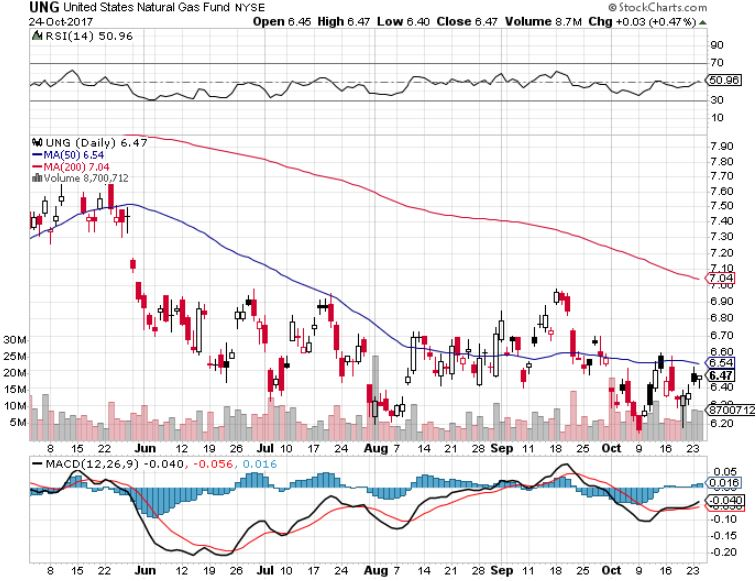 UNG United States Natural Gas Fund NYSE © StockCharts.com
24-Oct-2017 Open 6.45 High 6.47 Low 6.40 Close 6.47 Volume 8.7M Chg +0.03 (+0.47%)
RSI(14) 50.96
90
70
50.96
30
10
UNG (Daily) 6.47
MA(50) 6.54
MA(200) 7.04
Volume 8,700,712
7.90
7.80
7.70
7.60
7.50
7.40
7.30
7.20
7.10
7.04
7.00
6.90
6.80
6.70
6.60
6.54
6.47
6.40
8700712
6.20
30M
25M
20M
15M
10M
5M
8 15 22 Jun 12 19 26 Jul 10 17 24 Aug 7 14 21 28 Sep 11 18 25 Oct 9 16 23
MACD(12,26,9) -0.040, -0.056, 0.016
0.05
0.016
-0.040
-0.10
-0.15
-0.20
8 15 22 Jun 12 19 26 Jul 10 17 24 Aug 7 14 21 28 Sep 11 18 25 Oct 9 16 23